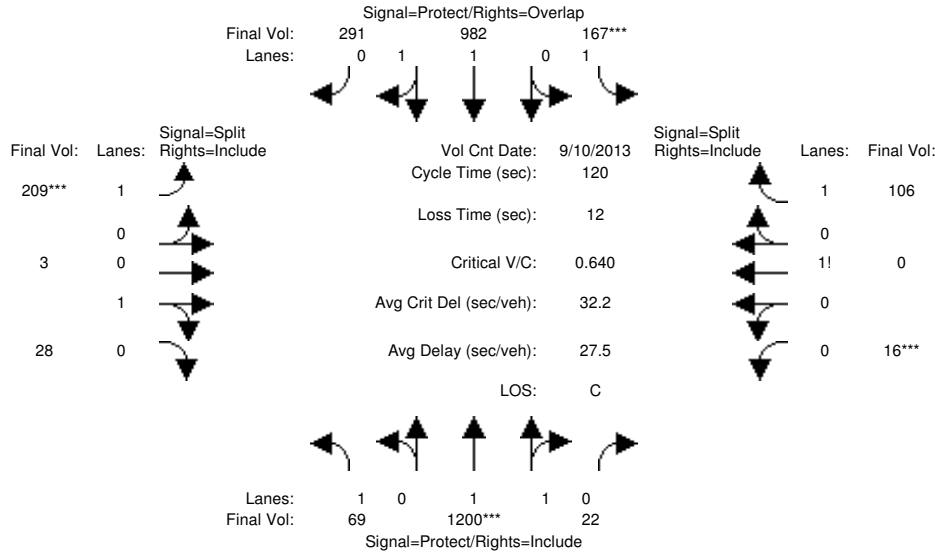 Signal=Protect/Rights=Overlap
Final Vol: 291 982 167***
Lanes: 0 1 1 0 1
Signal=Split
Rights=Include
Final Vol: Lanes:
Vol Cnt Date: 9/10/2013
Signal=Split
Rights=Include
Lanes: Final Vol:
Cycle Time (sec): 120
209*** 1
1 106
Loss Time (sec): 12
0
0
3 0
Critical V/C: 0.640
1! 0
1
Avg Crit Del (sec/veh): 32.2
0
28 0
Avg Delay (sec/veh): 27.5
0 16***
LOS: C
Lanes: 1 0 1 1 0
Final Vol: 69 1200*** 22
Signal=Protect/Rights=Include